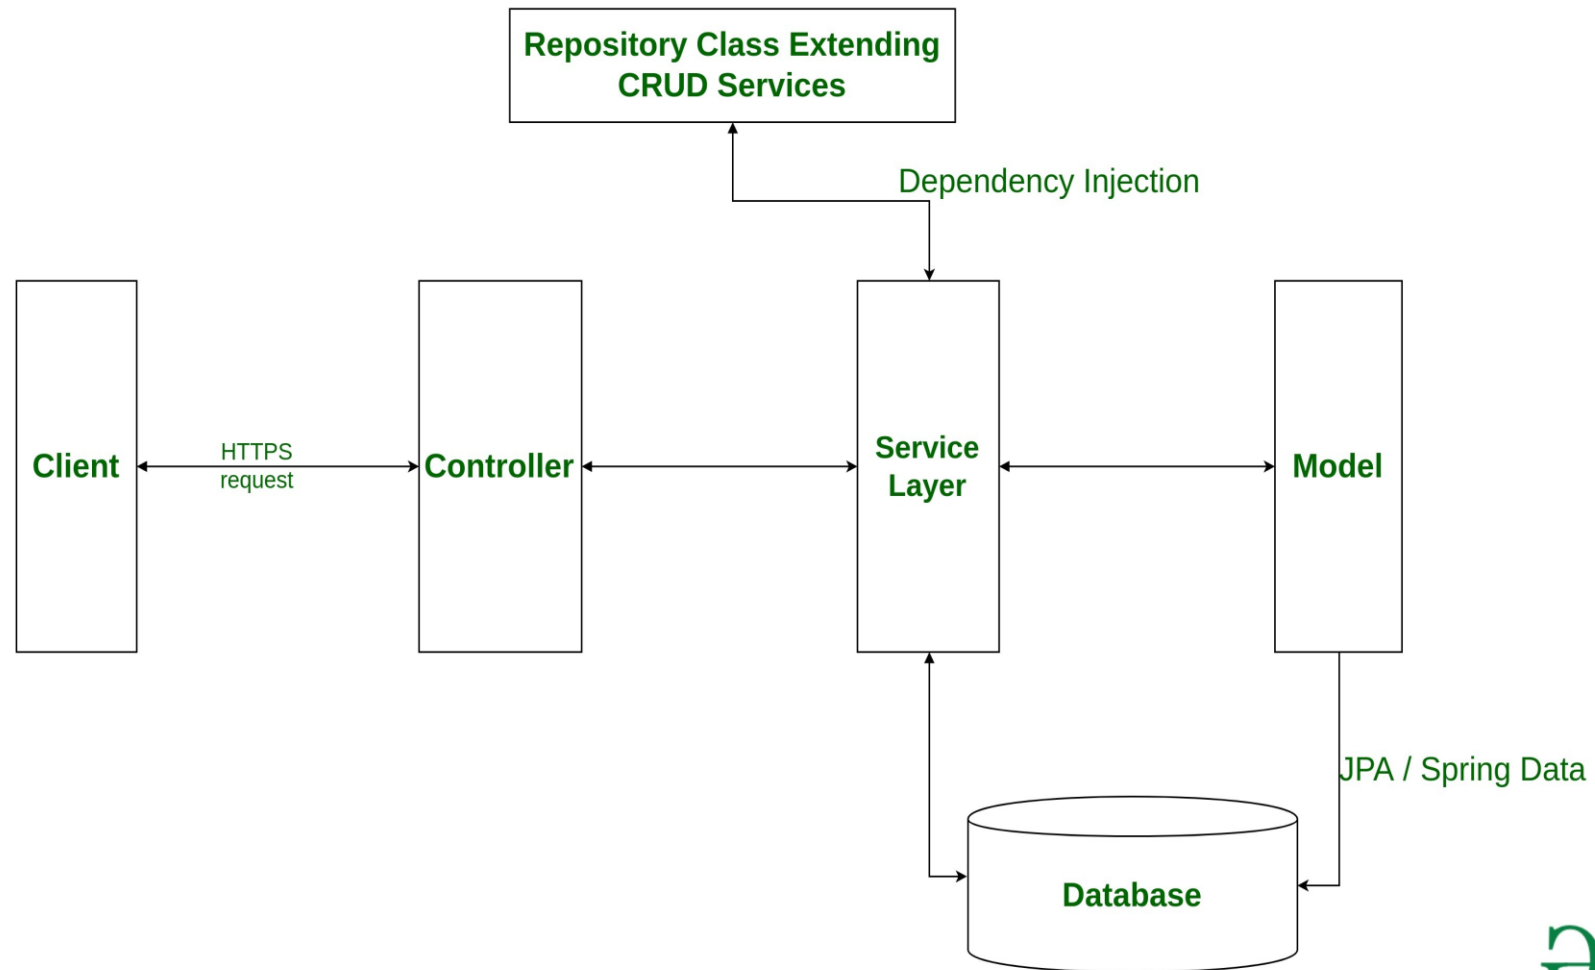 Repository Class Extending
CRUD Services
Dependency Injection
Client
HTTPS
request
Controller
Service
Layer
Model
JPA / Spring Data
Database